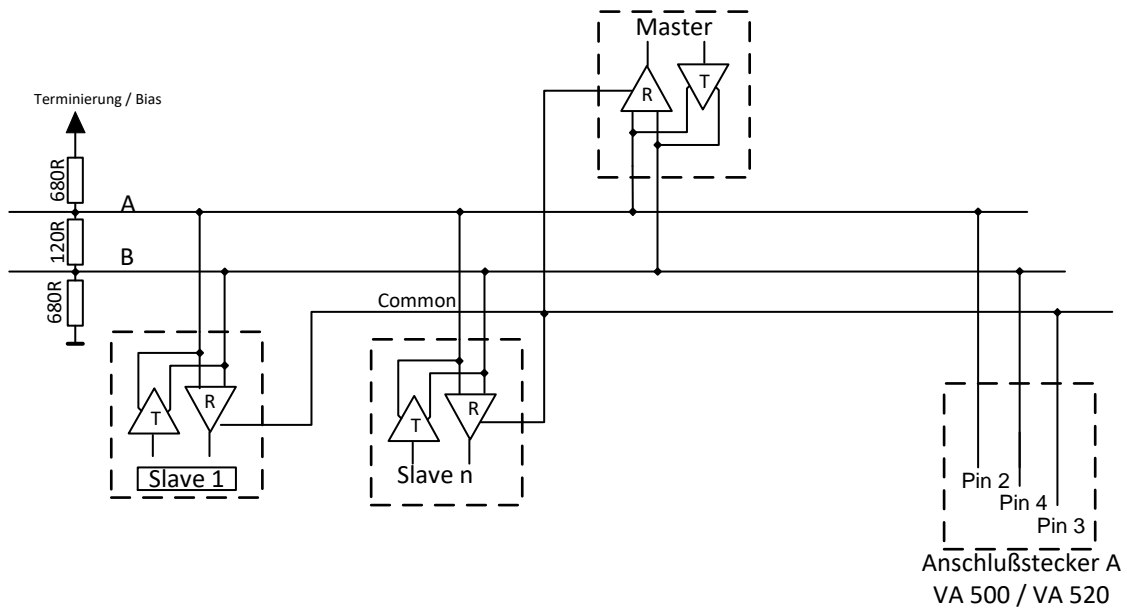 Master
T
R
Terminierung / Bias
680R
A
120R
B
680R
Common
T
R
Slave 1
T
R
Slave n
Pin 2
Pin 4
Pin 3
Anschlußstecker A
VA 500 / VA 520